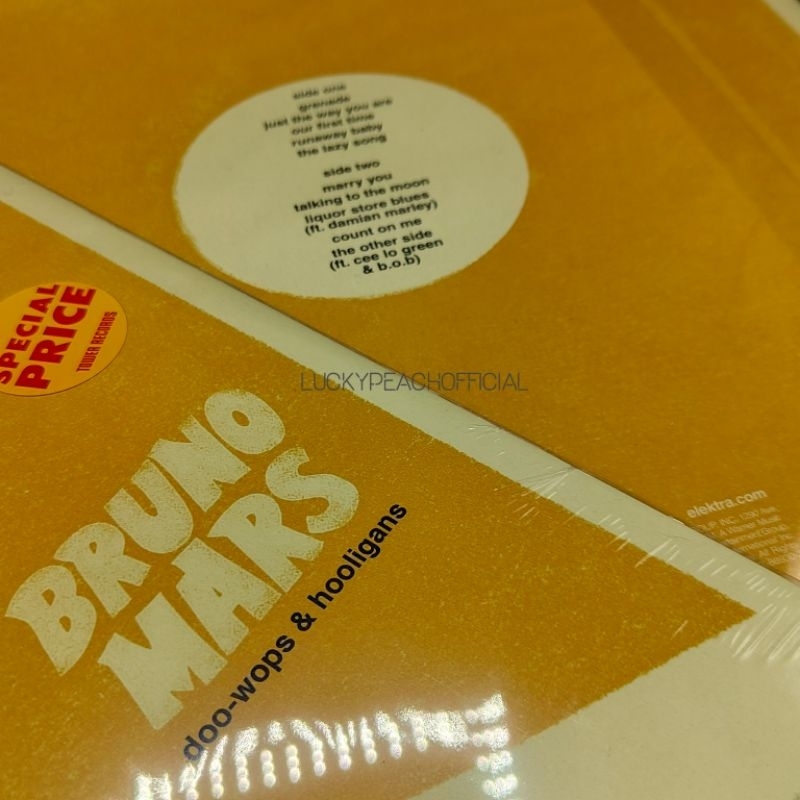 side one
grenade
just the way you are
our first time
runaway baby
the lazy song
side two
marry you
talking to the moon
liquor store blues
(ft. damian marley)
count on me
the other side
(ft. cee lo green
& b.o.b)
SPECIAL
PRICE
TOWER RECORDS
LUCKYPEACHOFFICIAL
BRUNO
MARS
doo-wops & hooligans
elektra.com